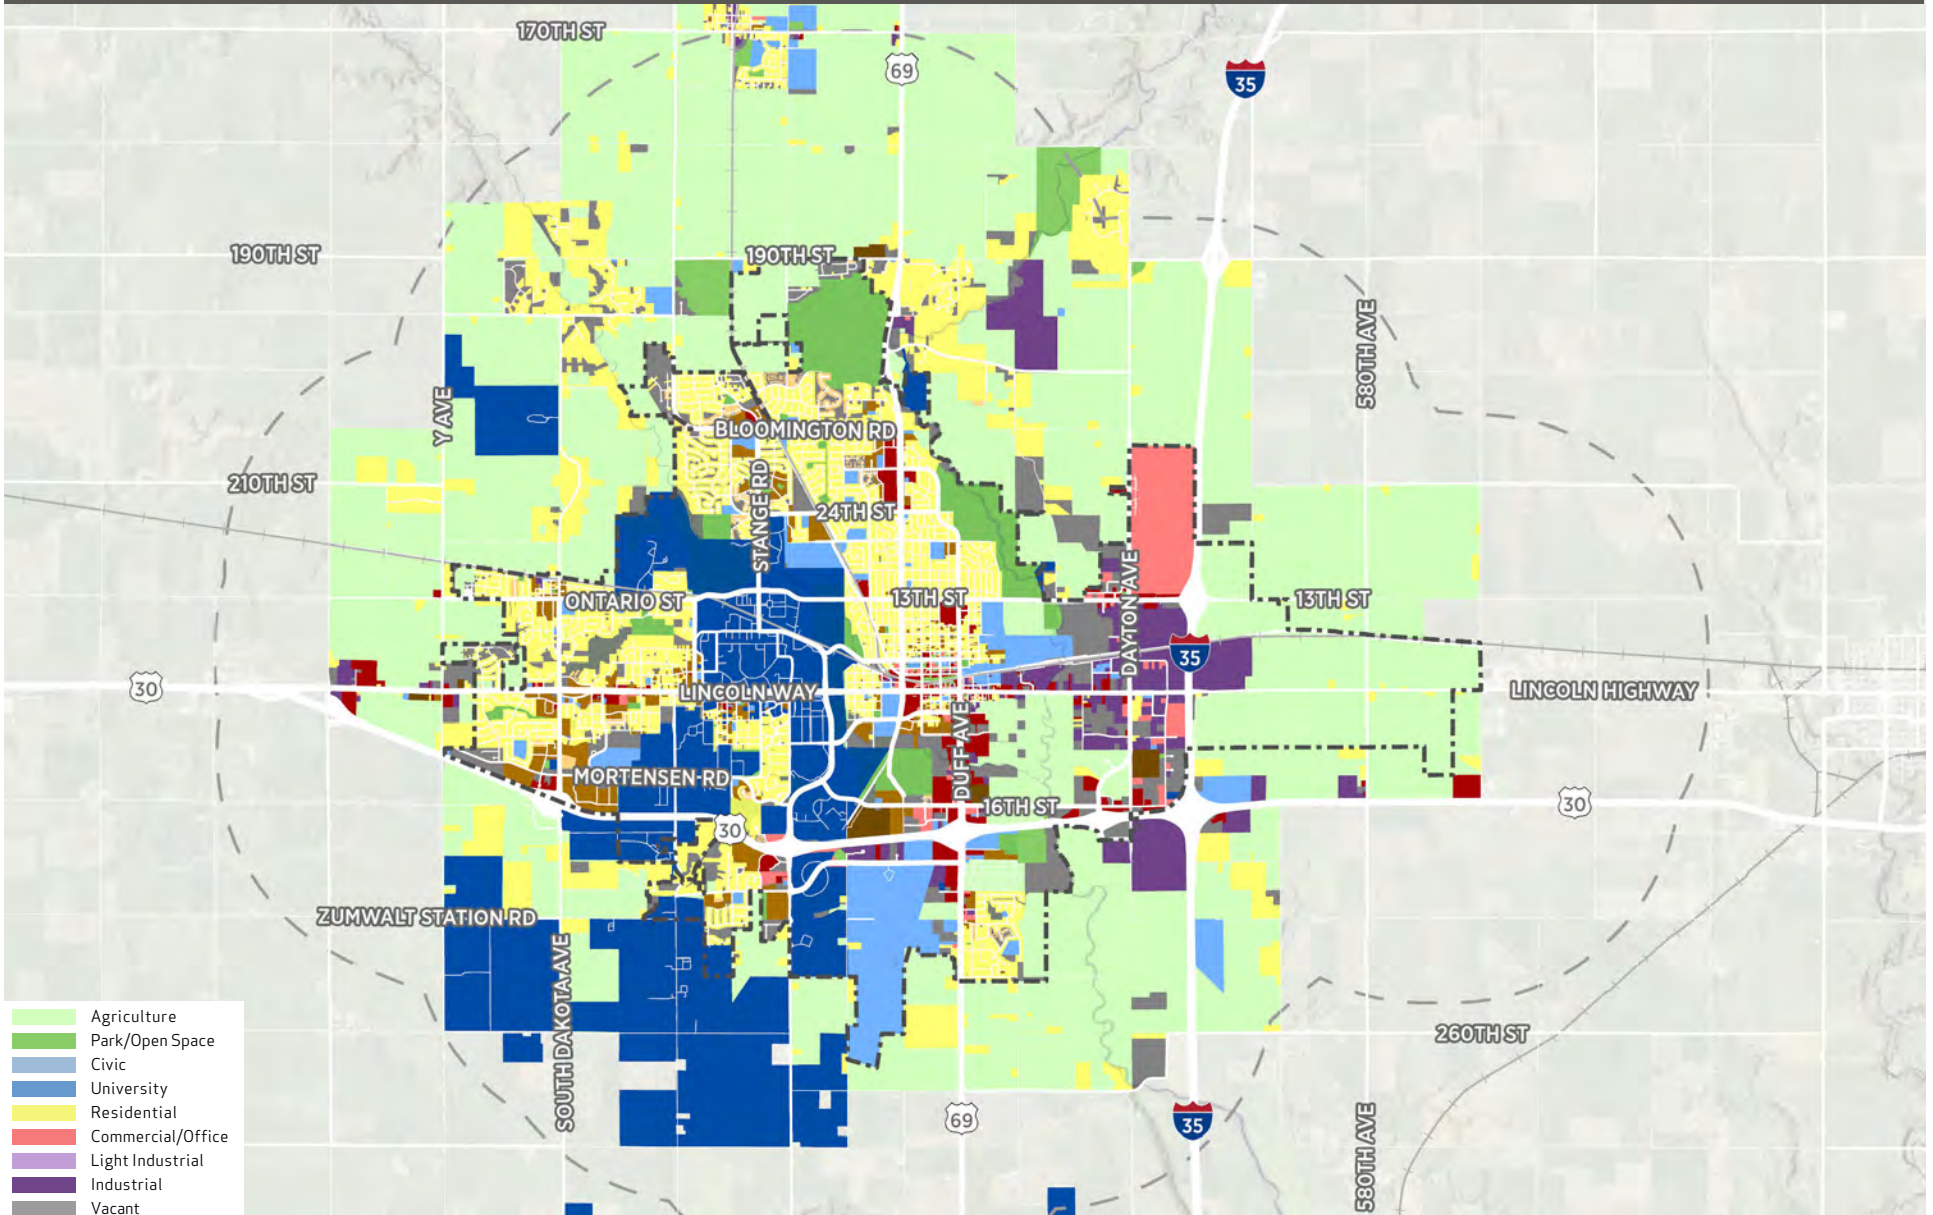 170TH ST
69
35
190TH ST
190TH ST
580TH AVE
Y AVE
BLOOMINGTON RD
210TH ST
STANGE RD
24TH ST
DAYTON AVE
ONTARIO ST
13TH ST
13TH ST
35
30
LINCOLN WAY
LINCOLN HIGHWAY
DUFF AVE
MORTENSEN RD
16TH ST
30
30
ZUMWALT STATION RD
SOUTH DAKOTA AVE
260TH ST
69
35
580TH AVE
Agriculture
Park/Open Space
Civic
University
Residential
Commercial/Office
Light Industrial
Industrial
Vacant